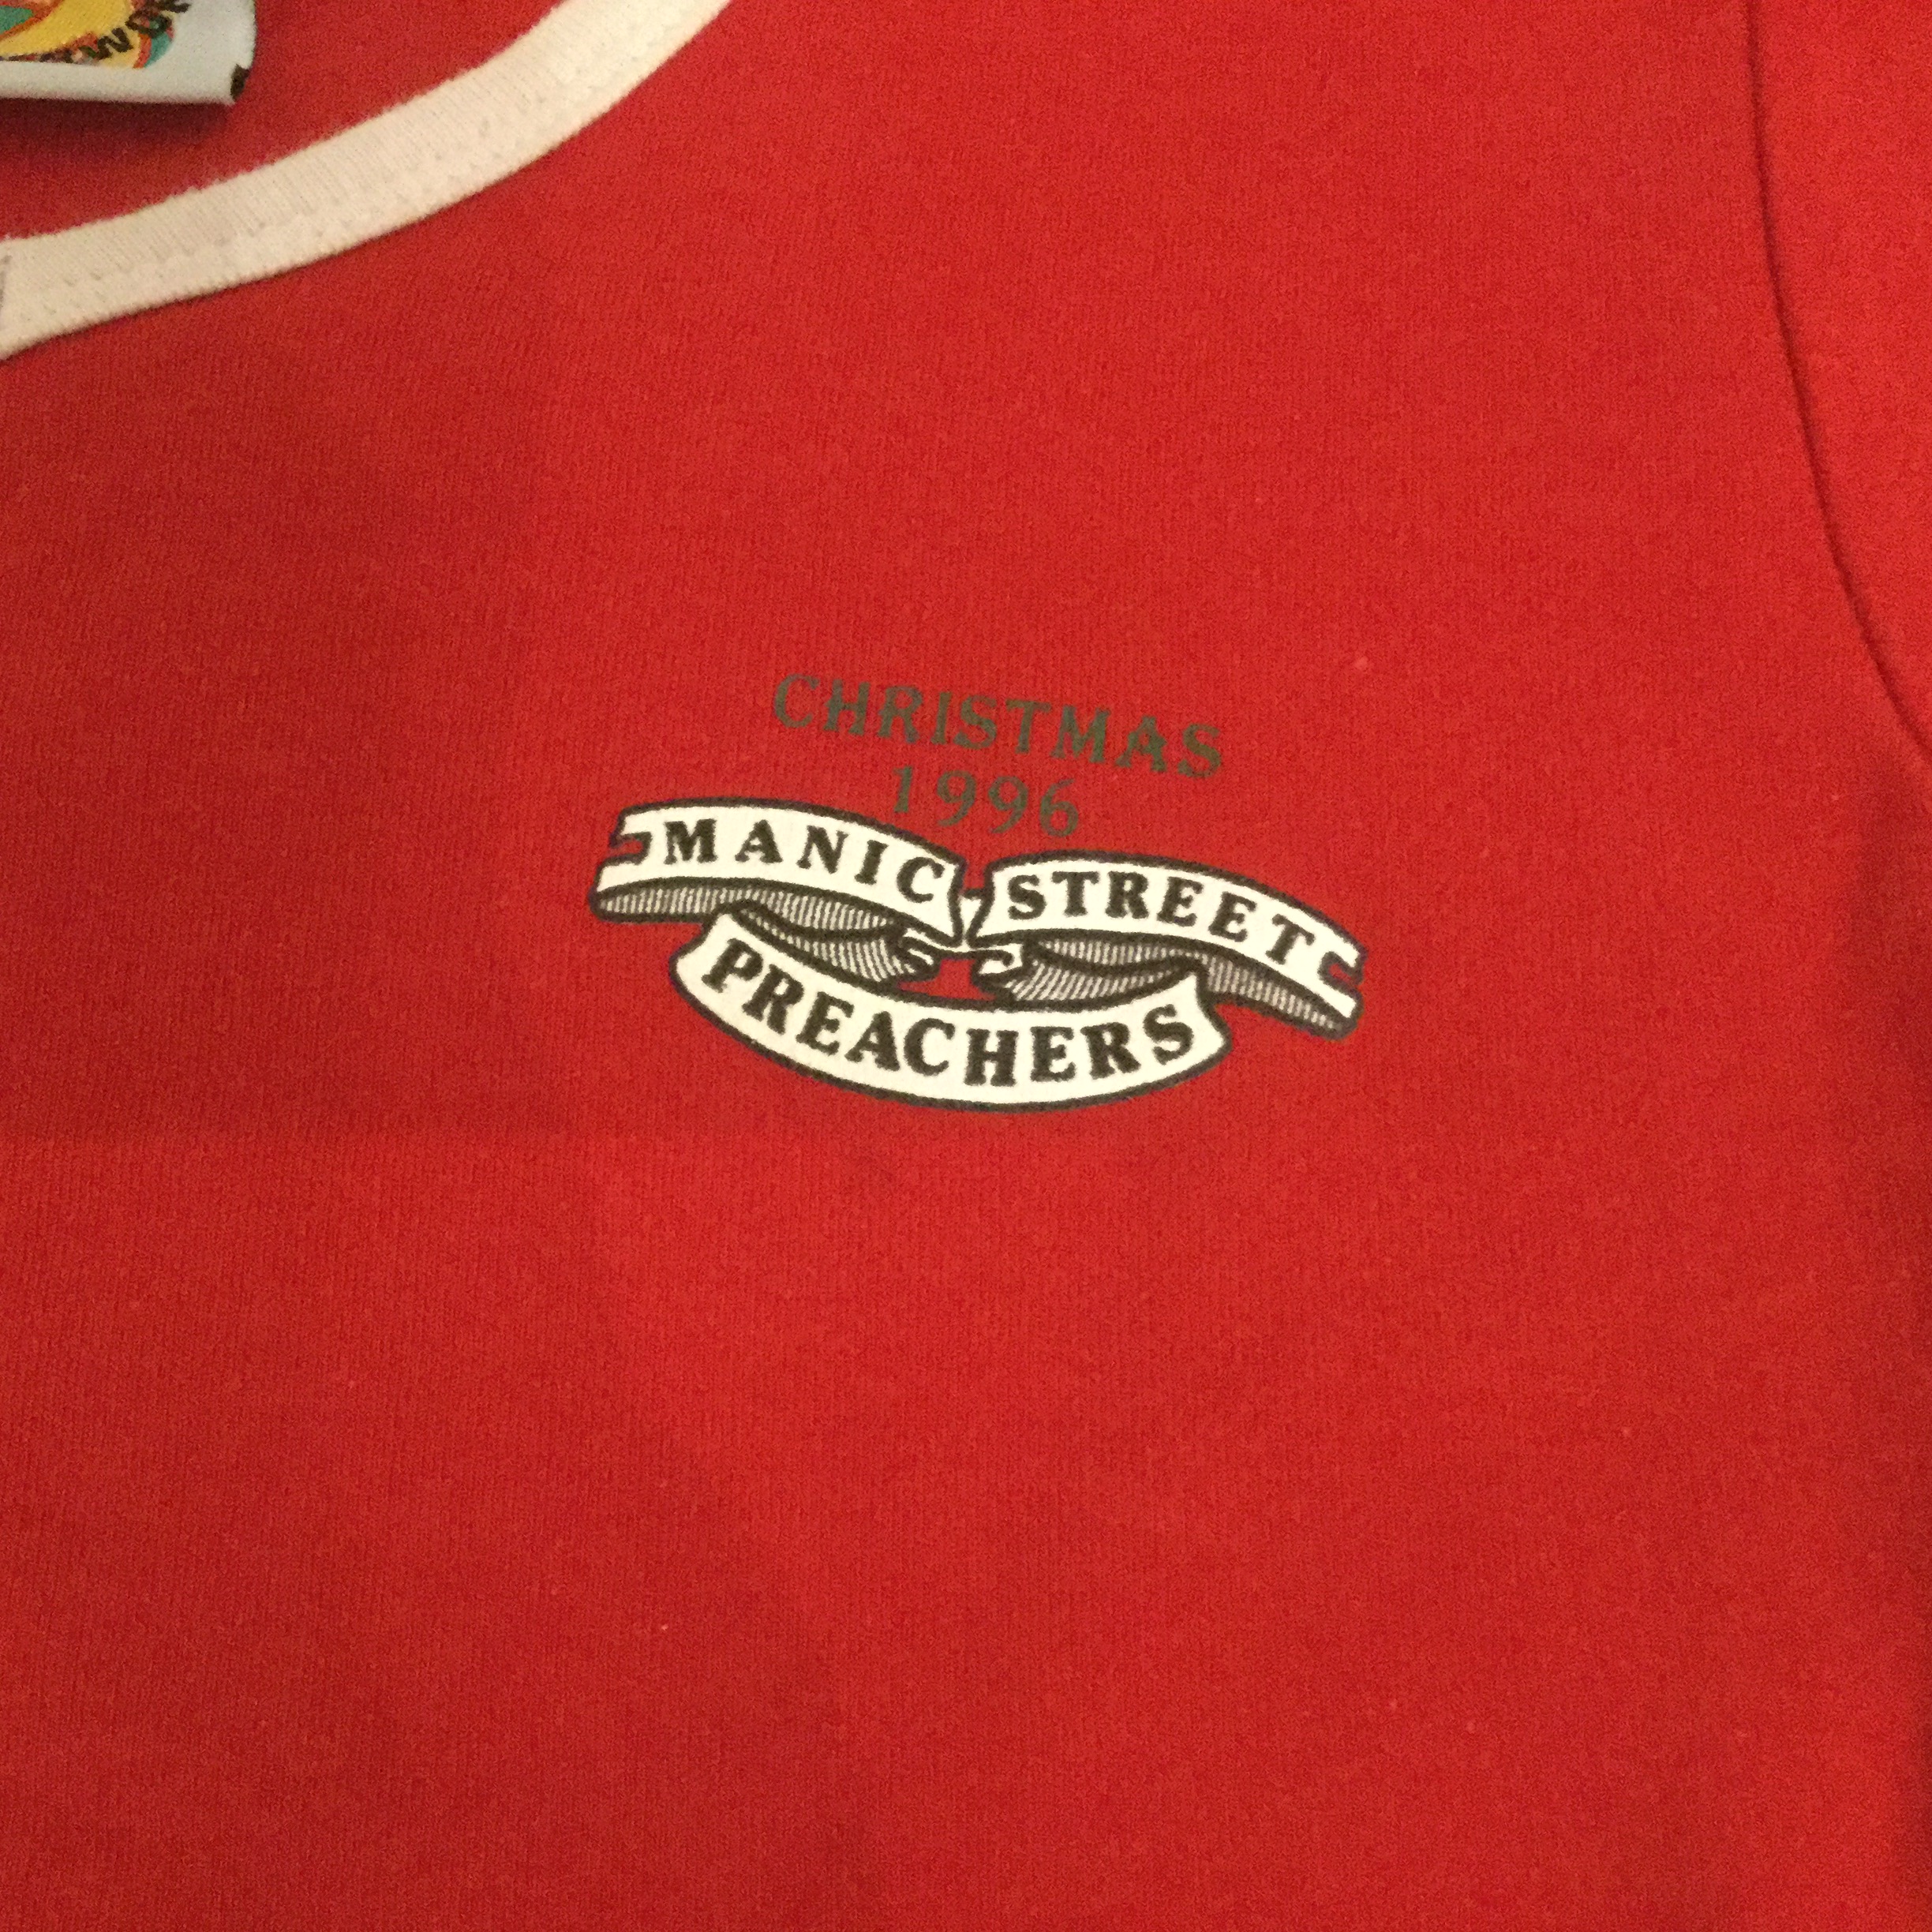 CHRISTMAS
1996
MANIC STREET
PREACHERS